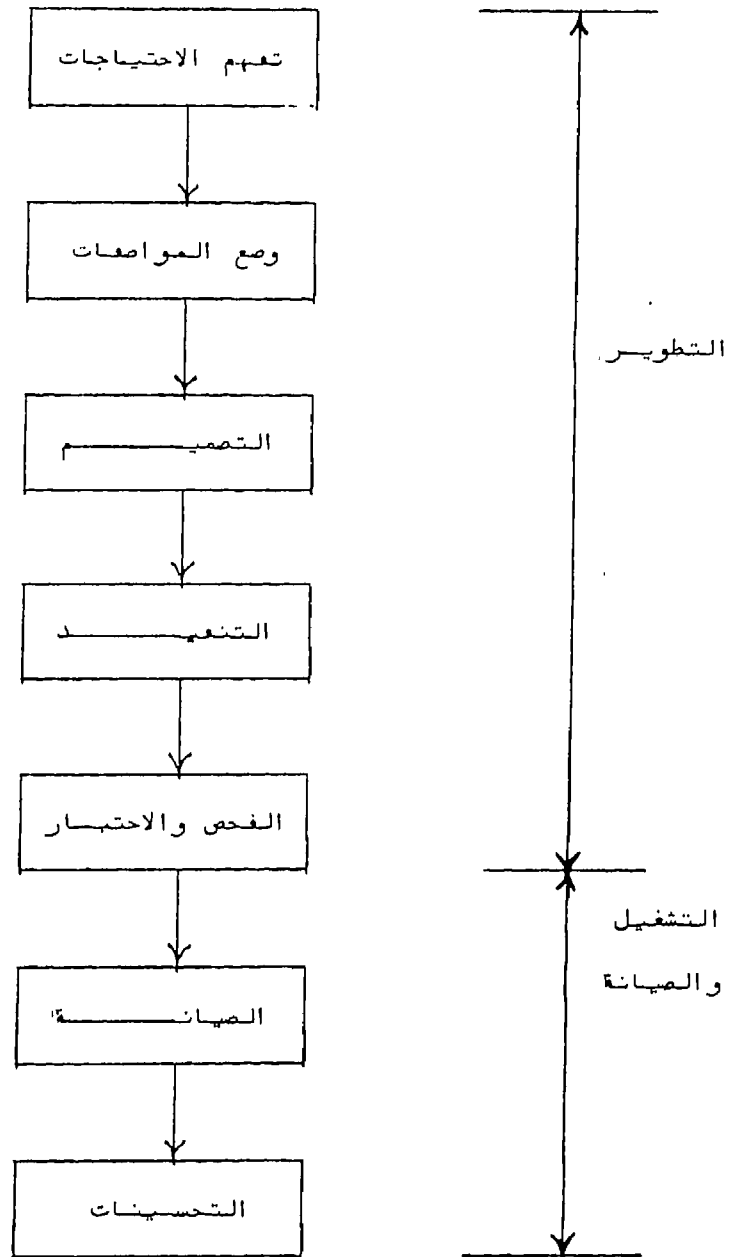 تفهم الاحتياجات
وضع المواصفات
التصميم
التنفيذ
الفحص والاختبار
الصيانة
التحسينات
التطوير
التشغيل
والصيانة